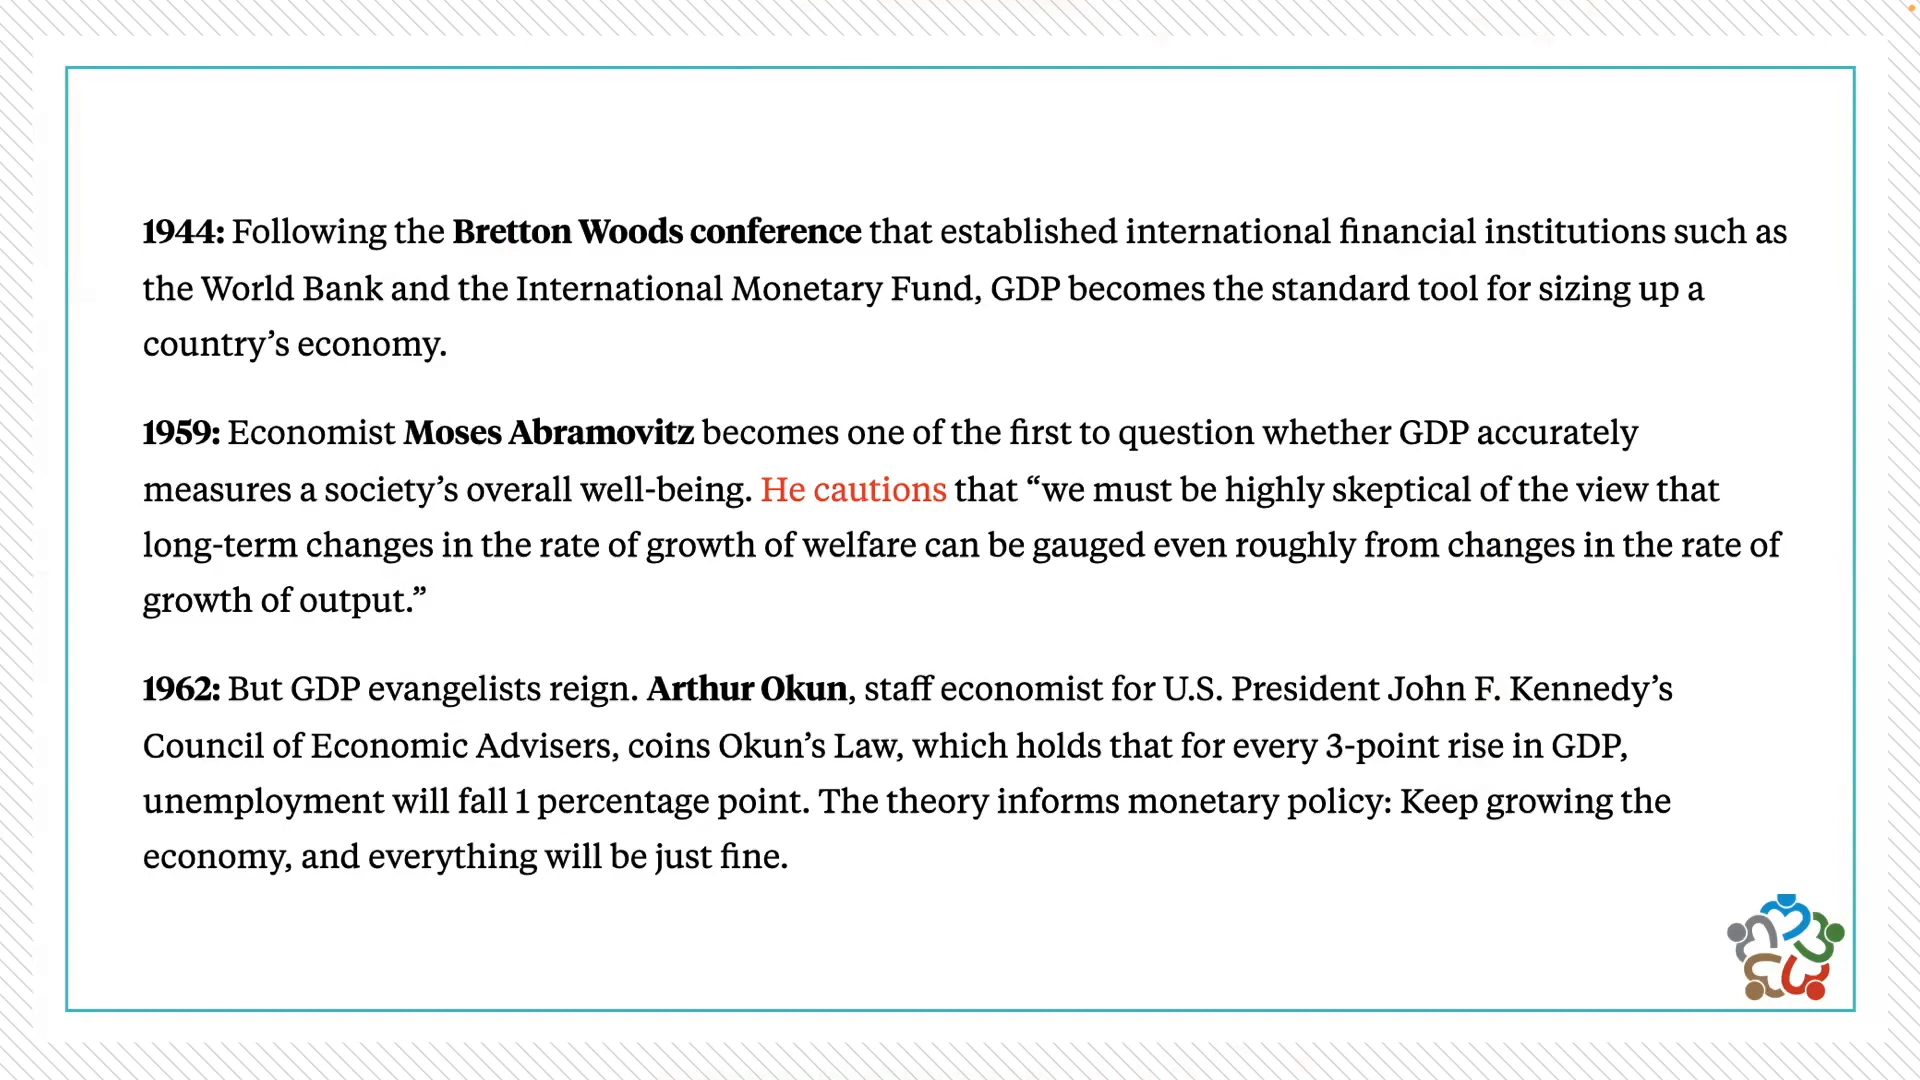 1944: Following the Bretton Woods conference that established international financial institutions such as
the World Bank and the International Monetary Fund, GDP becomes the standard tool for sizing up a
country’s economy.
1959: Economist Moses Abramovitz becomes one of the first to question whether GDP accurately
measures a society’s overall well-being. He cautions that “we must be highly skeptical of the view that
long-term changes in the rate of growth of welfare can be gauged even roughly from changes in the rate of
growth of output.”
1962: But GDP evangelists reign. Arthur Okun, staff economist for U.S. President John F. Kennedy’s
Council of Economic Advisers, coins Okun’s Law, which holds that for every 3-point rise in GDP,
unemployment will fall 1 percentage point. The theory informs monetary policy: Keep growing the
economy, and everything will be just fine.